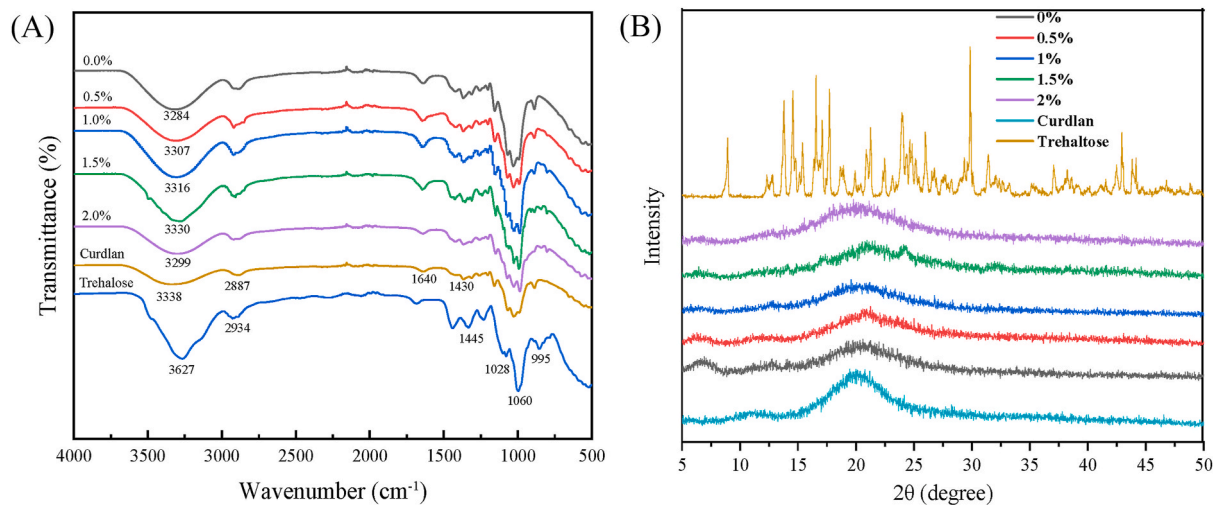 (A)
Transmittance (%)
0.0%
3284
0.5%
3307
1.0%
3316
1.5%
3330
2.0%
3299
Curdlan
3338
2887
1640
1430
Trehalose
3627
2934
1445
1028
1060
995
4000 3500 3000 2500 2000 1500 1000 500
Wavenumber (cm⁻¹)
(B)
Intensity
0%
0.5%
1%
1.5%
2%
Curdlan
Trehaltose
5 10 15 20 25 30 35 40 45 50
2θ (degree)